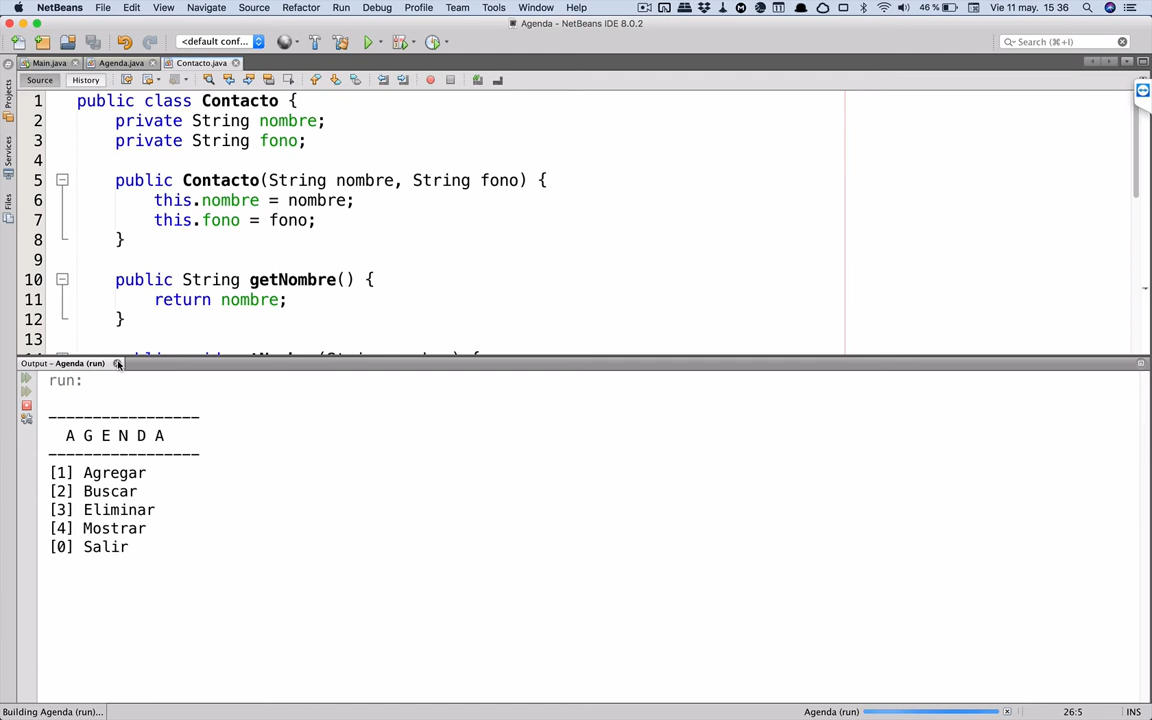 NetBeans File Edit View Navigate Source Refactor Run Debug Profile Team Tools Window Help 46 % Vie 11 may. 15 36
Agenda - NetBeans IDE 8.0.2
<default conf... Search (⌘+I)
Main.java Agenda.java Contacto.java
Source History
Projects
Services
Files
1 public class Contacto {
2 private String nombre;
3 private String fono;
4
5 public Contacto(String nombre, String fono) {
6 this.nombre = nombre;
7 this.fono = fono;
8 }
9
10 public String getNombre() {
11 return nombre;
12 }
13
Output - Agenda (run)
run:
-----------------
A G E N D A
-----------------
[1] Agregar
[2] Buscar
[3] Eliminar
[4] Mostrar
[0] Salir
Building Agenda (run)... Agenda (run) 26:5 INS